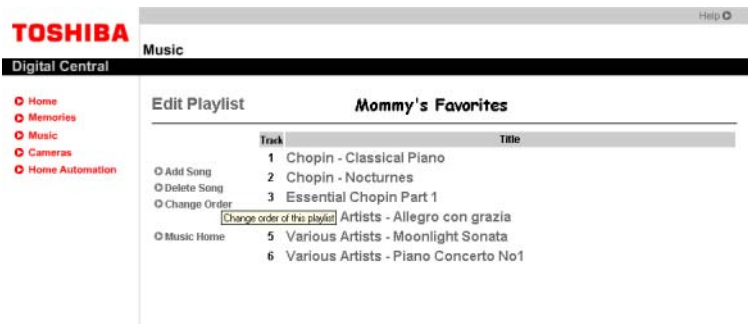 Help
TOSHIBA
Music
Digital Central
Home
Memories
Music
Cameras
Home Automation
Edit Playlist
Mommy's Favorites
Track Title
Add Song
Delete Song
Change Order
Change order of this playlist
Music Home
1 Chopin - Classical Piano
2 Chopin - Nocturnes
3 Essential Chopin Part 1
Artists - Allegro con grazia
5 Various Artists - Moonlight Sonata
6 Various Artists - Piano Concerto No1